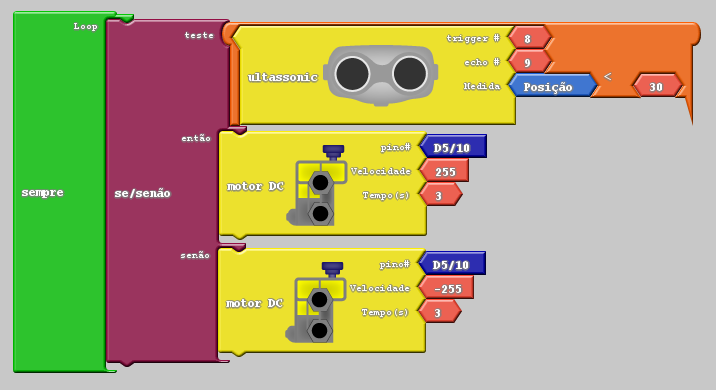 Loop
sempre
teste
se/senão
ultassonic
trigger # 8
echo # 9
Medida Posição
< 30
então
motor DC
pino# D5/10
Velocidade 255
Tempo(s) 3
senão
motor DC
pino# D5/10
Velocidade -255
Tempo(s) 3